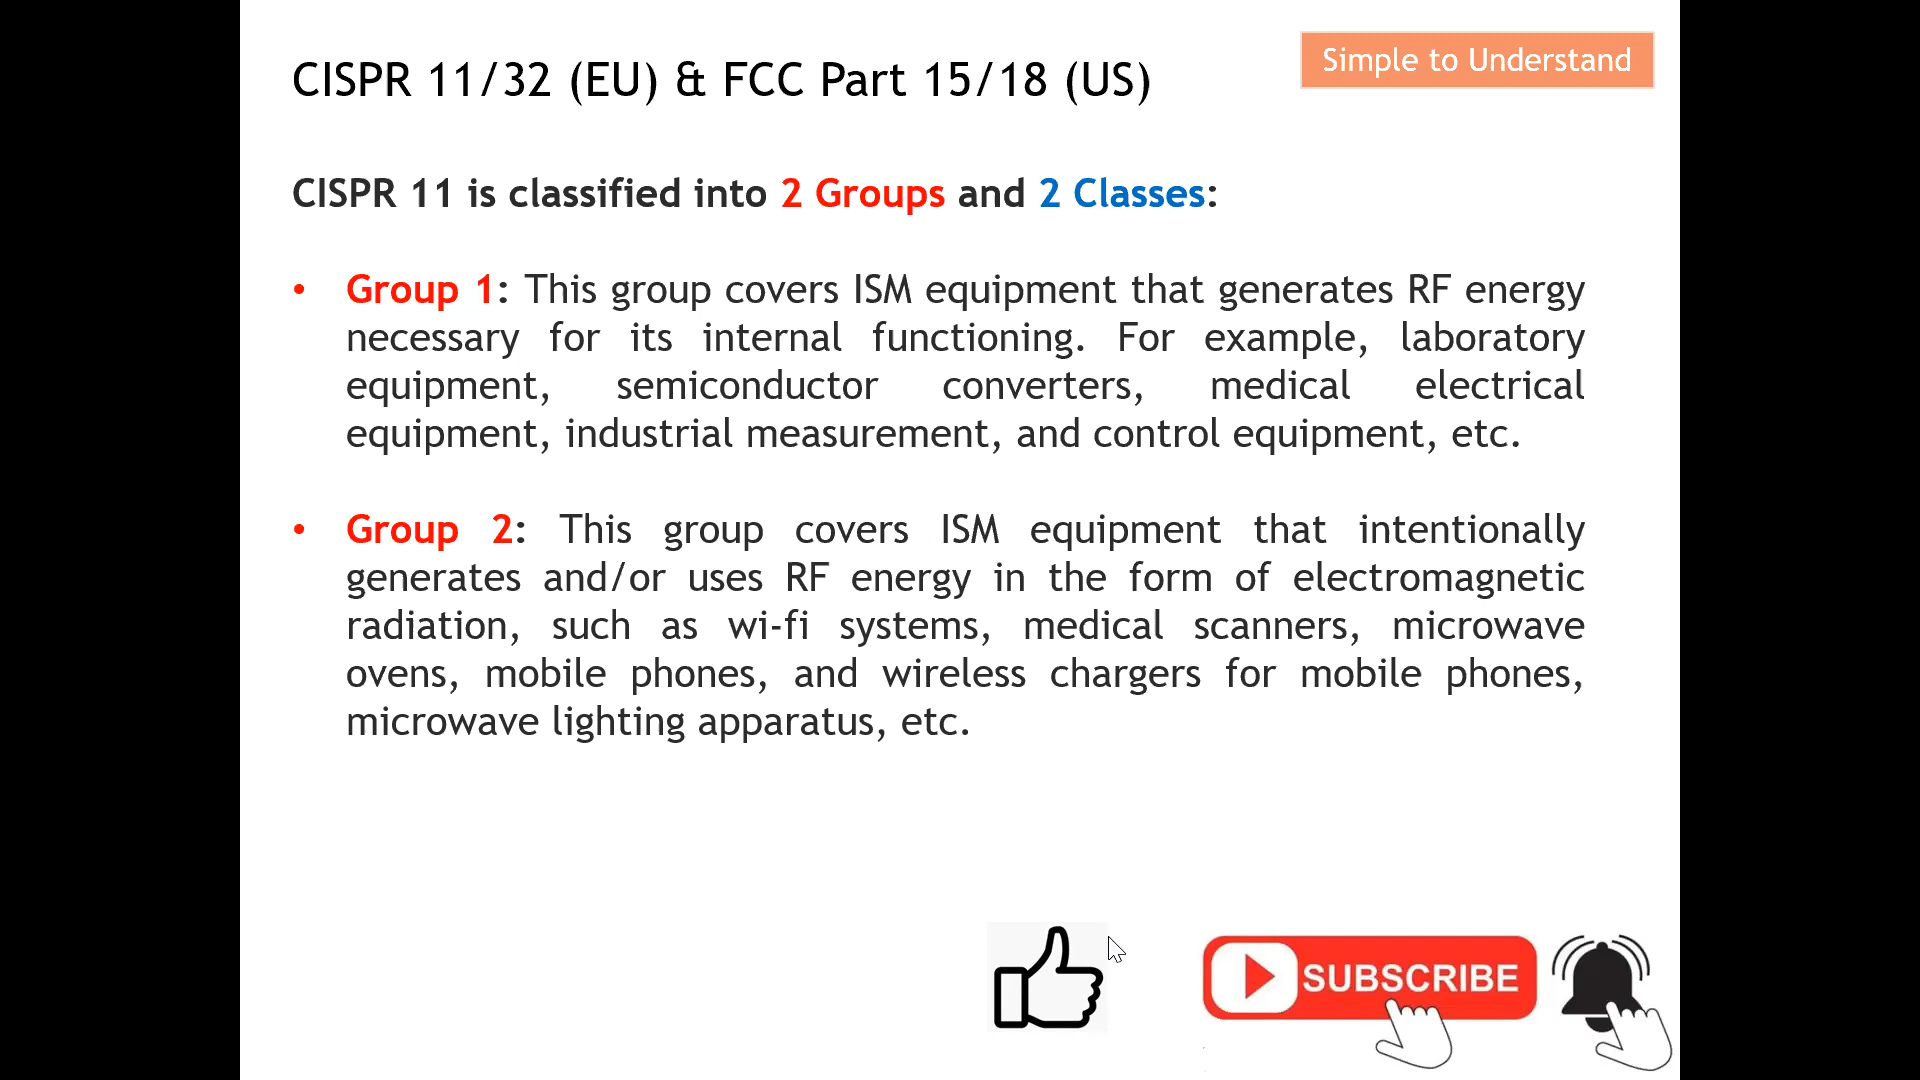 CISPR 11/32 (EU) & FCC Part 15/18 (US)
Simple to Understand
CISPR 11 is classified into 2 Groups and 2 Classes:
• Group 1: This group covers ISM equipment that generates RF energy
necessary for its internal functioning. For example, laboratory
equipment, semiconductor converters, medical electrical
equipment, industrial measurement, and control equipment, etc.
• Group 2: This group covers ISM equipment that intentionally
generates and/or uses RF energy in the form of electromagnetic
radiation, such as wi-fi systems, medical scanners, microwave
ovens, mobile phones, and wireless chargers for mobile phones,
microwave lighting apparatus, etc.
SUBSCRIBE